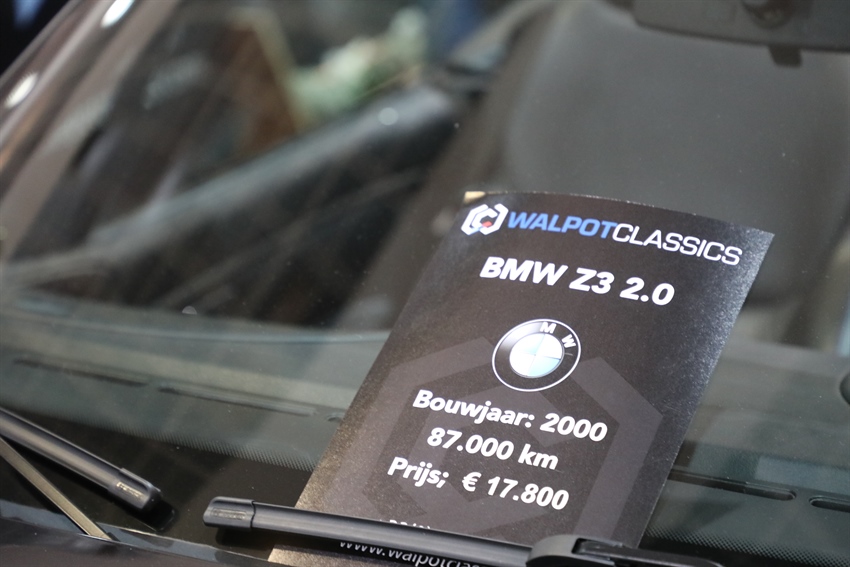 WALPOTCLASSICS
BMW Z3 2.0
BMW
Bouwjaar: 2000
87.000 km
Prijs; € 17.800